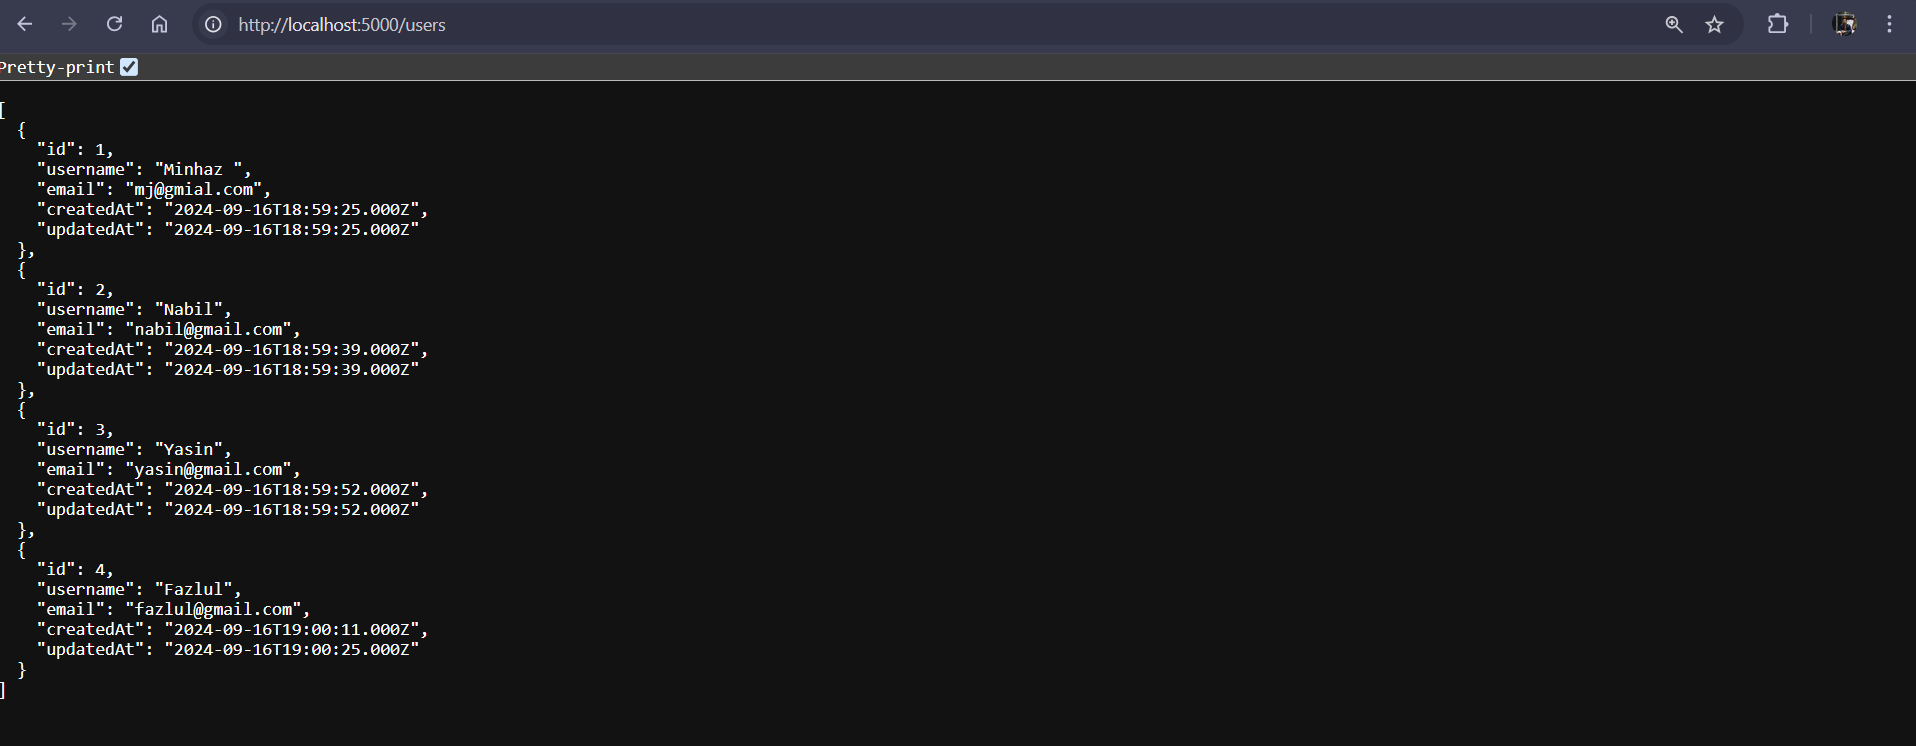 http://localhost:5000/users
Pretty-print
[
  {
    "id": 1,
    "username": "Minhaz ",
    "email": "mj@gmial.com",
    "createdAt": "2024-09-16T18:59:25.000Z",
    "updatedAt": "2024-09-16T18:59:25.000Z"
  },
  {
    "id": 2,
    "username": "Nabil",
    "email": "nabil@gmail.com",
    "createdAt": "2024-09-16T18:59:39.000Z",
    "updatedAt": "2024-09-16T18:59:39.000Z"
  },
  {
    "id": 3,
    "username": "Yasin",
    "email": "yasin@gmail.com",
    "createdAt": "2024-09-16T18:59:52.000Z",
    "updatedAt": "2024-09-16T18:59:52.000Z"
  },
  {
    "id": 4,
    "username": "Fazlul",
    "email": "fazlul@gmail.com",
    "createdAt": "2024-09-16T19:00:11.000Z",
    "updatedAt": "2024-09-16T19:00:25.000Z"
  }
]